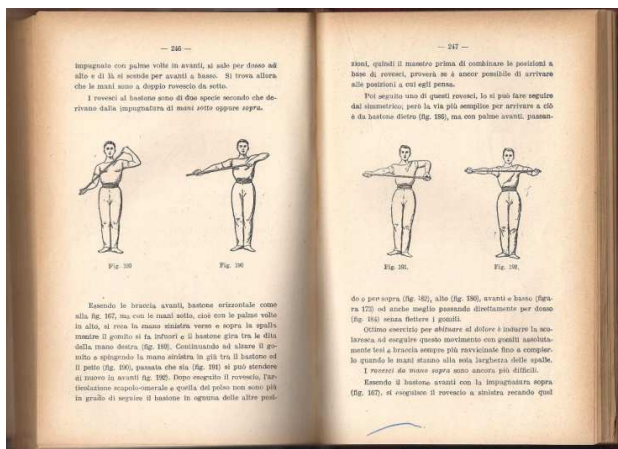 — 246 —
impugnata con palme volte in avanti, si sale per dosso ad
alto e di là si scende per avanti a basso. Si trova allora
che le mani sono a doppio rovescio da sotto.
I rovesci al bastone sono di due specie secondo che de-
rivano dalla impugnatura di mani sotto oppure sopra.
Fig. 190
Essendo le braccia avanti, bastone orizzontale come
alla fig. 167, ma con le mani sotto, cioè con le palme volte
in alto, si reca la mano sinistra verso o sopra la spalla
mentre il gomito si fa infuori e il bastone gira tra le dita
della mano destra (fig. 189). Continuando ad alzare il go-
mito e spingendo la mano sinistra in giù tra il bastone ed
il petto (fig. 190), passata che sia (fig. 191) si può stendere
di nuovo in avanti fig. 192). Dopo eseguito il rovescio, l'ar-
ticolazione scapolo-omerale e quella del polso non sono più
in grado di seguire il bastone in ognuna delle altre posi-
— 247 —
zioni, quindi il maestro prima di combinare le posizioni a
base di rovesci, proverà se è ancor possibile di arrivare
alle posizioni a cui egli pensa.
Poi seguito uno di questi rovesci, lo si può fare seguire
dal simmetrico; però la via più semplice per arrivare a ciò
è da bastone dietro (fig. 186), ma con palme avanti, passan-
Fig. 191.
Fig. 192.
do o per sopra (fig. 182), alto (fig. 180), avanti e basso (figu-
ra 173) od anche meglio passando direttamente per dosso
(fig. 184) senza flettere i gomiti.
Ottimo esercizio per abituare al dolore è indurre la sco-
laresca ad eseguire questo movimento con gomiti assoluta-
mente tesi e braccia sempre più ravvicinate fino a compier-
lo quando le mani stanno alla sola larghezza delle spalle.
I rovesci da mano sopra sono ancora più difficili.
Essendo il bastone avanti con la impugnatura sopra
(fig. 167), si eseguisce il rovescio a sinistra recando quel